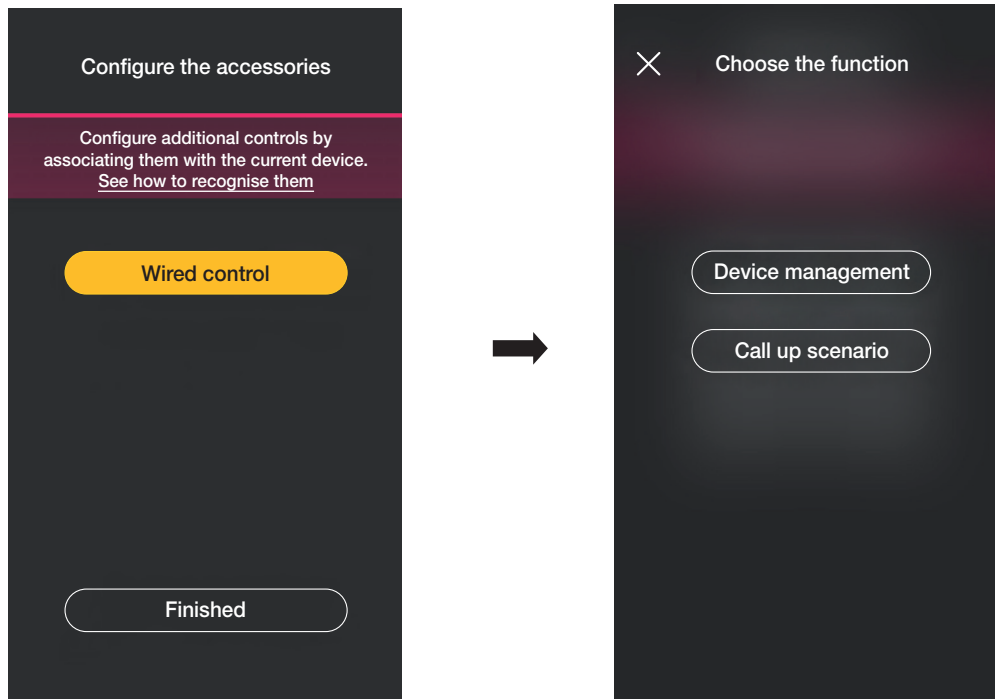 Configure the accessories
Configure additional controls by
associating them with the current device.
See how to recognise them
Wired control
Finished
Choose the function
Device management
Call up scenario